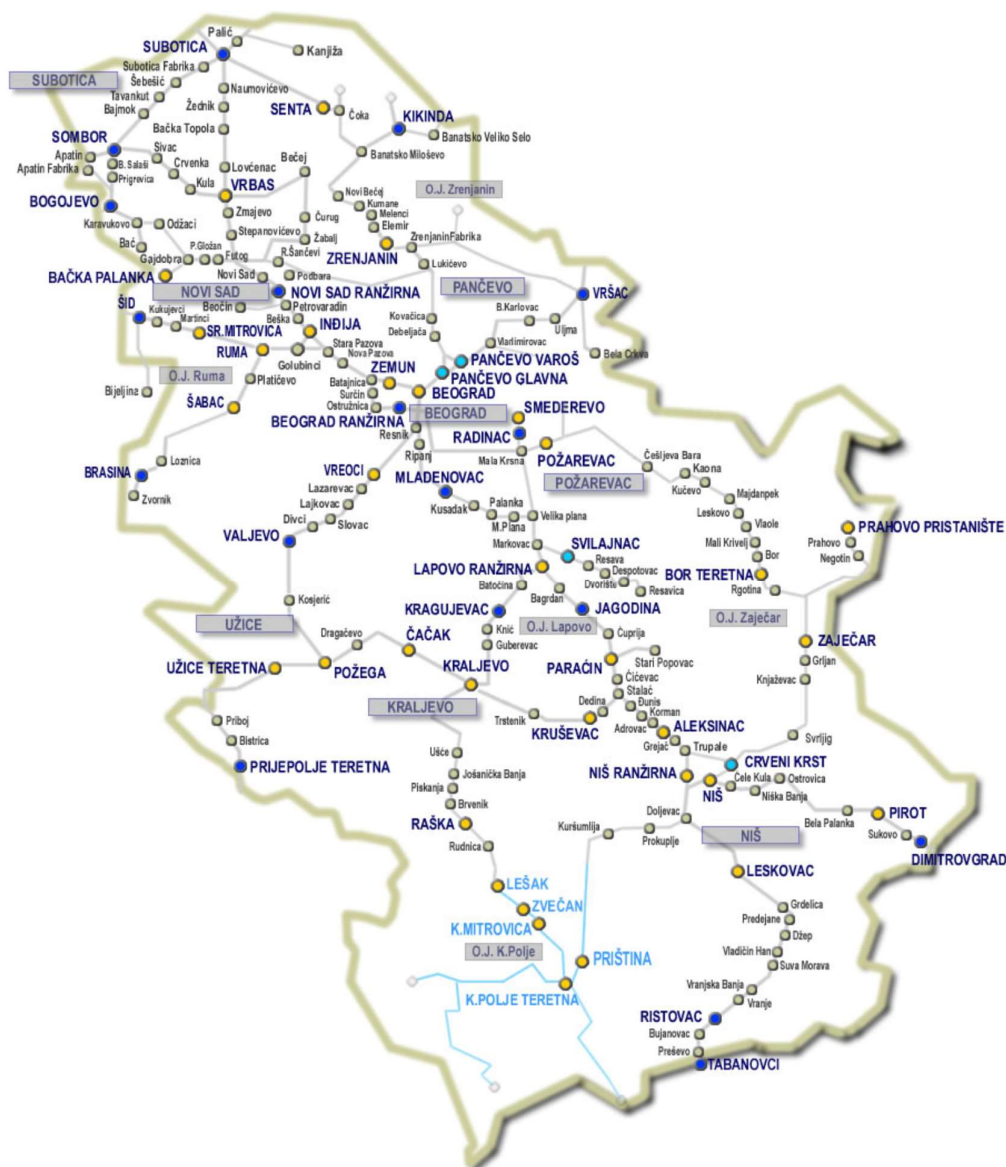 Palić
SUBOTICA
Kanjiža
Subotica Fabrika
SUBOTICA
Šebešić
Naumovićevo
Tavankut
Bajmok
Žednik
SENTA
Čoka
KIKINDA
Bačka Topola
Banatsko Veliko Selo
SOMBOR
Sivac
Bečej
Banatsko Miloševo
Apatin
Crvenka
Lovćenac
Apatin Fabrika
B. Salaši
Kula
VRBAS
Prigrevica
Novi Bečej
O.J. Zrenjanin
BOGOJEVO
Kumane
Zmajevo
Čurug
Melenci
Karavukovo
Odžaci
Elemir
Stepanovićevo
Žabalj
ZrenjaninFabrika
Bač
P.Gložan
R.Šančevi
ZRENJANIN
Gajdobra
Futog
Lukićevo
BAČKA PALANKA
Novi Sad
Podbara
NOVI SAD
NOVI SAD RANŽIRNA
PANČEVO
VRŠAC
ŠID
Beočin
Petrovaradin
B.Karlovac
Kukujevci
Beška
Kovačica
Martinci
SR.MITROVICA
INĐIJA
Debeljača
Uljma
RUMA
Stara Pazova
Vladimirovac
Golubinci
Nova Pazova
Bela Crkva
O.J. Ruma
ZEMUN
PANČEVO VAROŠ
Platičevo
Batajnica
PANČEVO GLAVNA
Bijeljina
Surčin
BEOGRAD
ŠABAC
Ostružnica
SMEDEREVO
BEOGRAD RANŽIRNA
BEOGRAD
Resnik
RADINAC
Ripanj
POŽAREVAC
Mala Krsna
Češljeva Bara
Loznica
VREOCI
Kaona
BRASINA
MLADENOVAC
POŽAREVAC
Kučevo
Lazarevac
Majdanpek
Zvornik
Lajkovac
Kusadak
Palanka
Leskovo
Divci
M.Plana
Velika plana
Vlaole
PRAHOVO PRISTANIŠTE
Slovac
VALJEVO
Markovac
SVILAJNAC
Mali Krivelj
Prahovo
Resava
Bor
Negotin
LAPOVO RANŽIRNA
Despotovac
BOR TERETNA
Batočina
Dvorište
Rgotina
Bagrdan
Resavica
Kosjerić
KRAGUJEVAC
JAGODINA
O.J. Zaječar
UŽICE
Knić
O.J. Lapovo
Dragačevo
ČAČAK
Guberevac
Ćuprija
ZAJEČAR
Stari Popovac
Grljan
UŽICE TERETNA
POŽEGA
KRALJEVO
PARAĆIN
Ćićevac
Knjaževac
KRALJEVO
Dedina
Stalać
Trstenik
Đunis
Priboj
KRUŠEVAC
Korman
Adrovac
ALEKSINAC
Bistrica
Grejač
Trupale
Svrljig
Ušće
CRVENI KRST
PRIJEPOLJE TERETNA
Jošanička Banja
NIŠ RANŽIRNA
NIŠ
Ćele Kula
Ostrovica
Piskanja
Niška Banja
Brvenik
Doljevac
Bela Palanka
PIROT
RAŠKA
Kuršumlija
NIŠ
Sukovo
Prokuplje
Rudnica
DIMITROVGRAD
LESKOVAC
LEŠAK
ZVEČAN
Grdelica
K.MITROVICA
Predejane
Džep
O.J. K.Polje
Vladičin Han
PRIŠTINA
Suva Morava
K.POLJE TERETNA
Vranjska Banja
Vranje
RISTOVAC
Bujanovac
Preševo
TABANOVCI